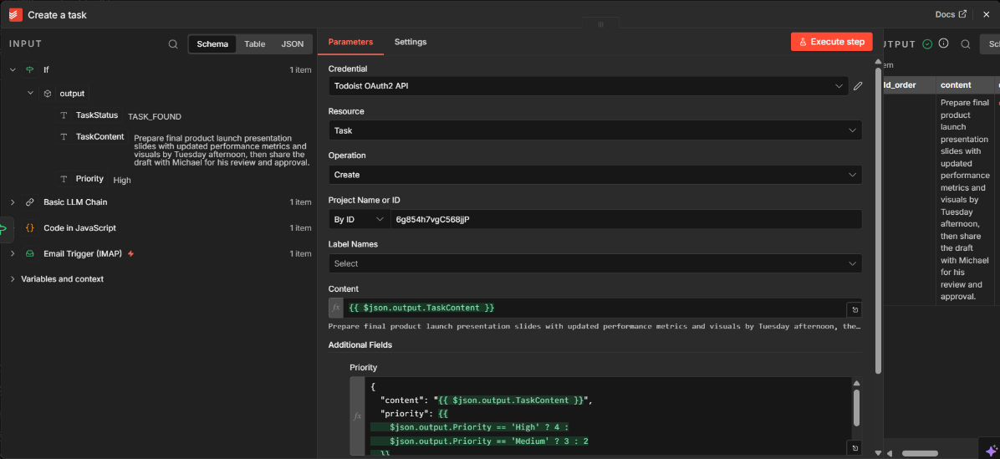 Create a task
Docs
INPUT
Schema
Table
JSON
If
1 item
output
TaskStatus
TASK_FOUND
TaskContent
Prepare final product launch presentation
slides with updated performance metrics and
visuals by Tuesday afternoon, then share the
draft with Michael for his review and approval.
Priority
High
Basic LLM Chain
1 item
Code in JavaScript
1 item
Email Trigger (IMAP)
1 item
Variables and context
Parameters
Settings
Execute step
Credential
Todoist OAuth2 API
Resource
Task
Operation
Create
Project Name or ID
By ID
6g854h7vgC568jjP
Label Names
Select
Content
fx
{{ $json.output.TaskContent }}
Prepare final product launch presentation slides with updated performance metrics and visuals by Tuesday afternoon, the…
Additional Fields
Priority
fx
{
"content": "{{ $json.output.TaskContent }}",
"priority": {{
$json.output.Priority == 'High' ? 4 :
$json.output.Priority == 'Medium' ? 3 : 2
}}
UTPUT
Sc
em
ld_order
content
Prepare final
product
launch
presentation
slides with
updated
performance
metrics and
visuals by
Tuesday
afternoon,
then share
the draft
with Michael
for his
review and
approval.